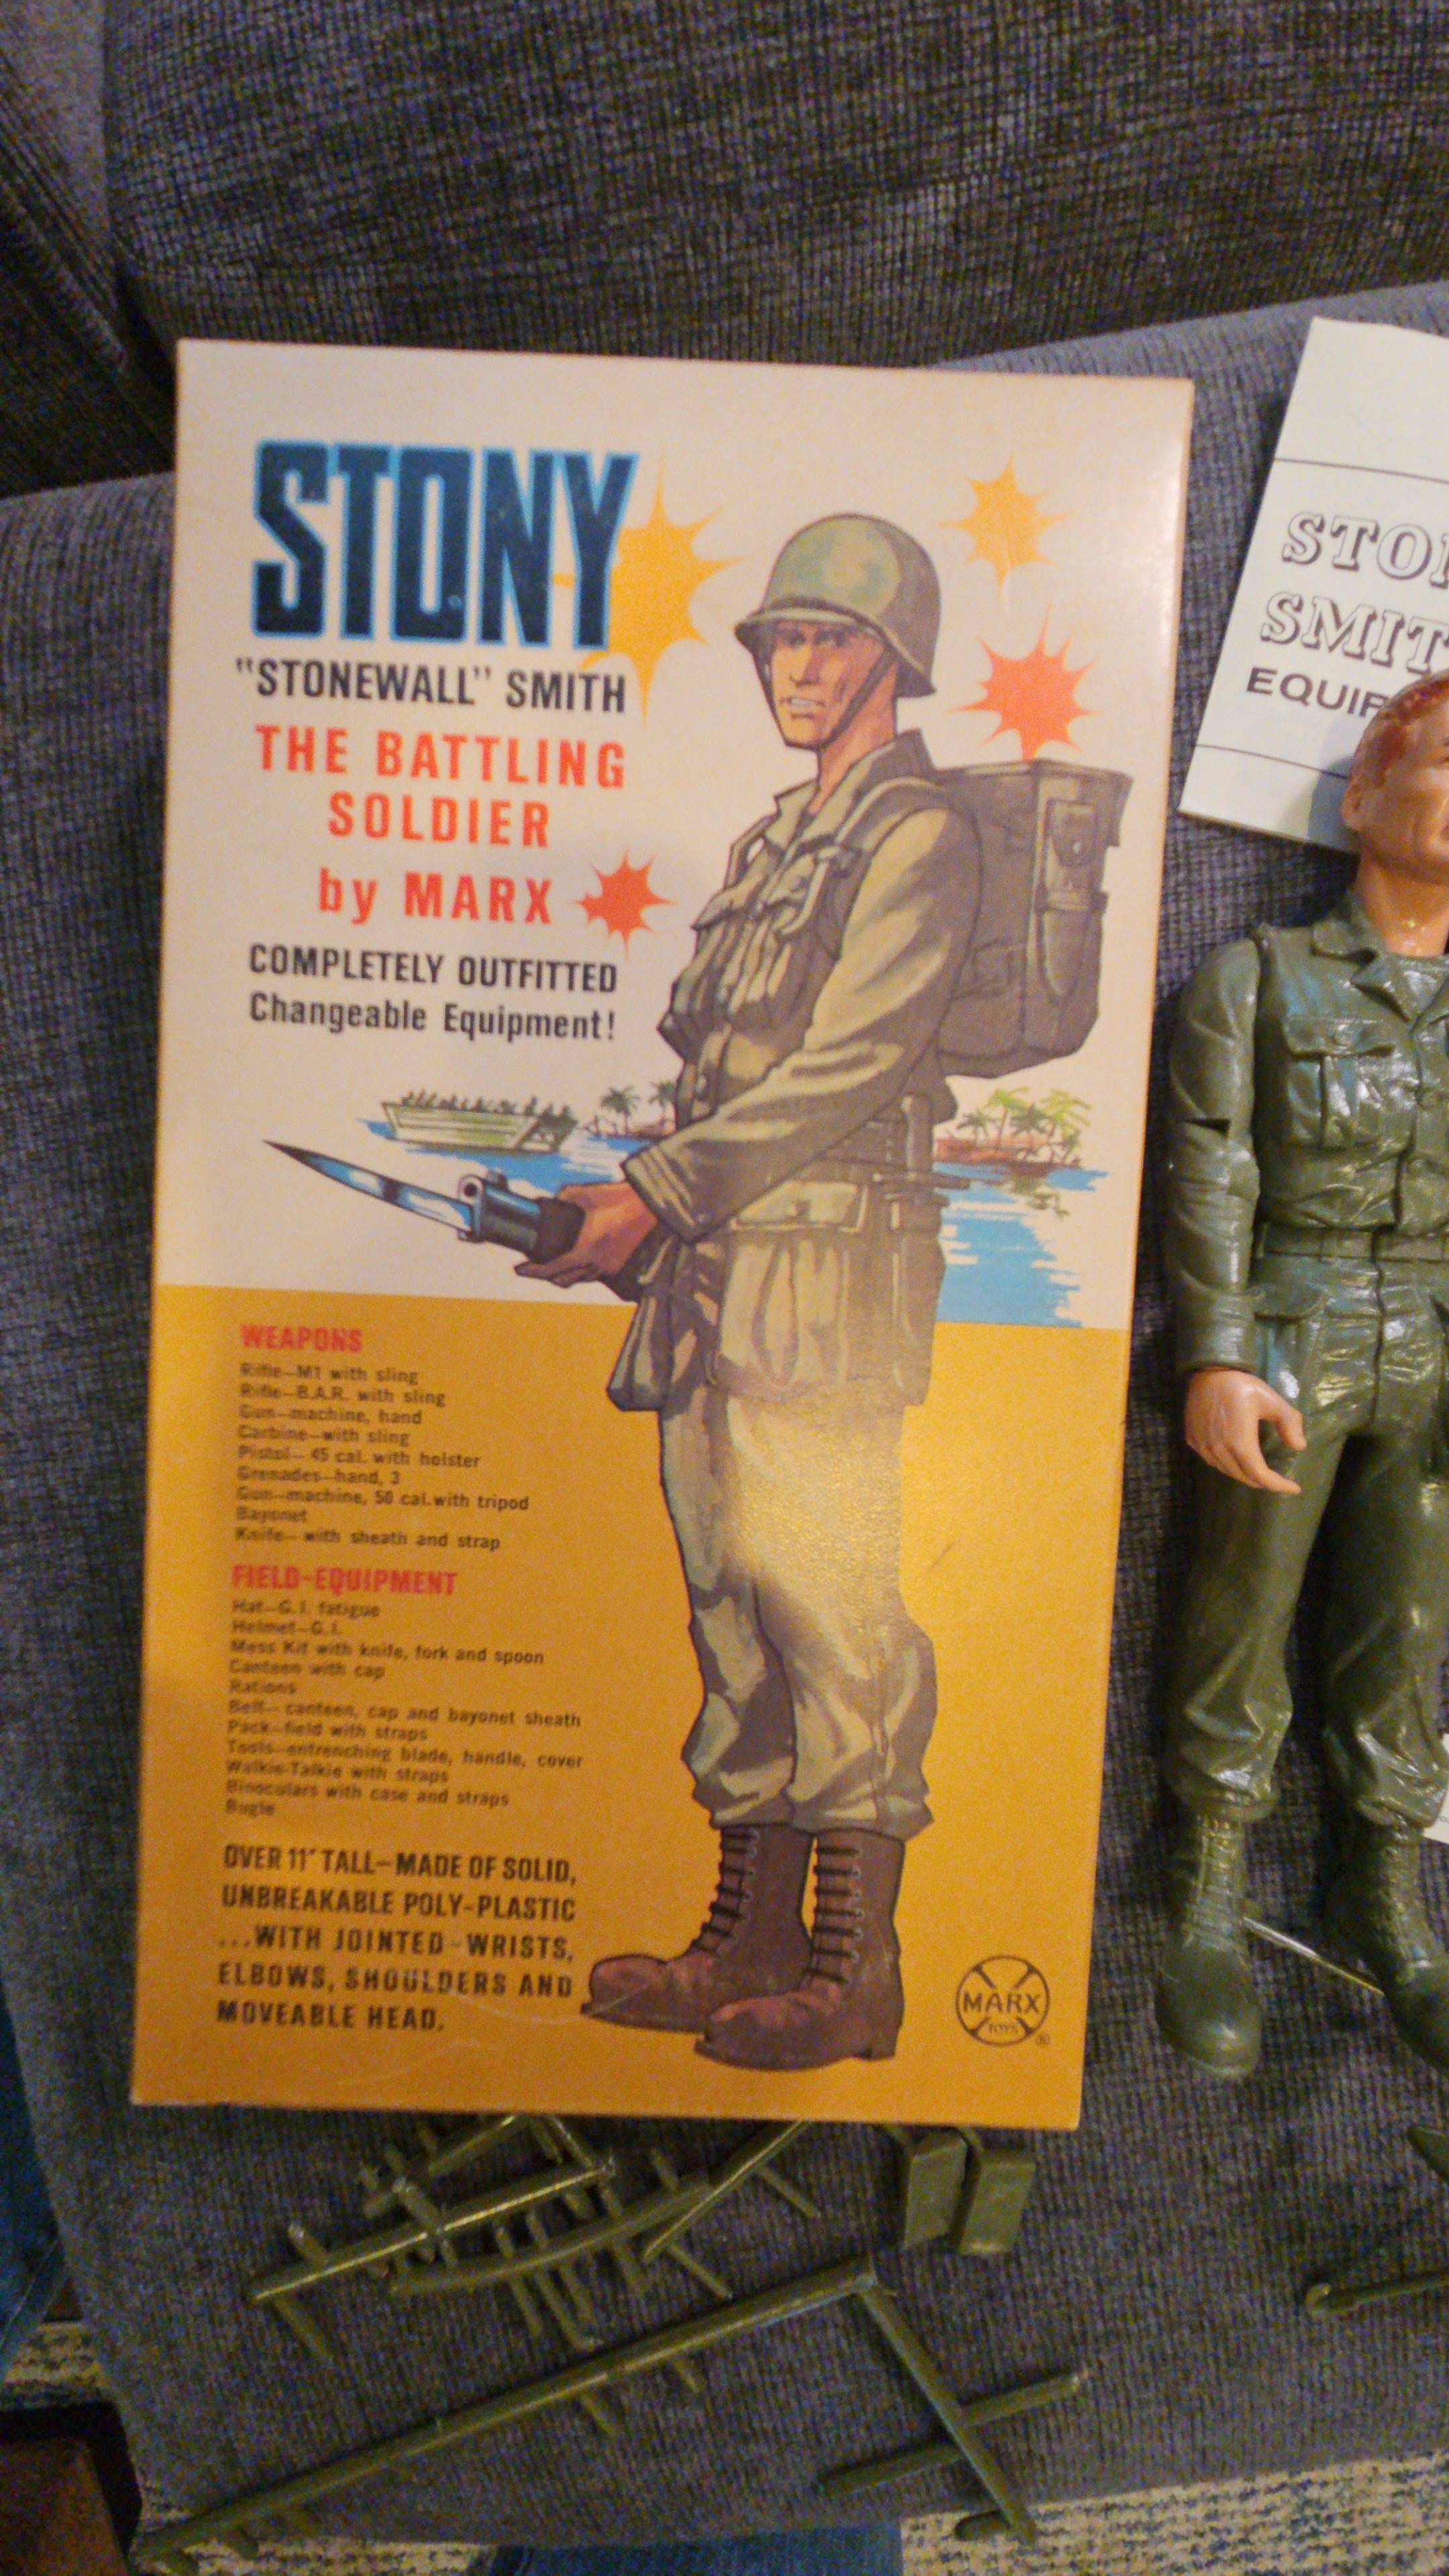 STONY
"STONEWALL" SMITH
THE BATTLING
SOLDIER
by MARX
COMPLETELY OUTFITTED
Changeable Equipment!
WEAPONS
Rifle—M1 with sling
Rifle—B.A.R. with sling
Gun—machine, hand
Carbine—with sling
Pistol—45 cal. with holster
Grenades—hand, 3
Gun—machine, 50 cal. with tripod
Bayonet
Knife—with sheath and strap
FIELD-EQUIPMENT
Hat—G.I. fatigue
Helmet—G.I.
Mess Kit with knife, fork and spoon
Canteen with cap
Rations
Belt—canteen, cap and bayonet sheath
Pack—field with straps
Tools—entrenching blade, handle, cover
Walkie-Talkie with straps
Binoculars with case and straps
Bugle
OVER 11" TALL—MADE OF SOLID,
UNBREAKABLE POLY-PLASTIC
...WITH JOINTED-WRISTS,
ELBOWS, SHOULDERS AND
MOVEABLE HEAD.
MARX
TOYS
®
STO
SMIT
EQUIP